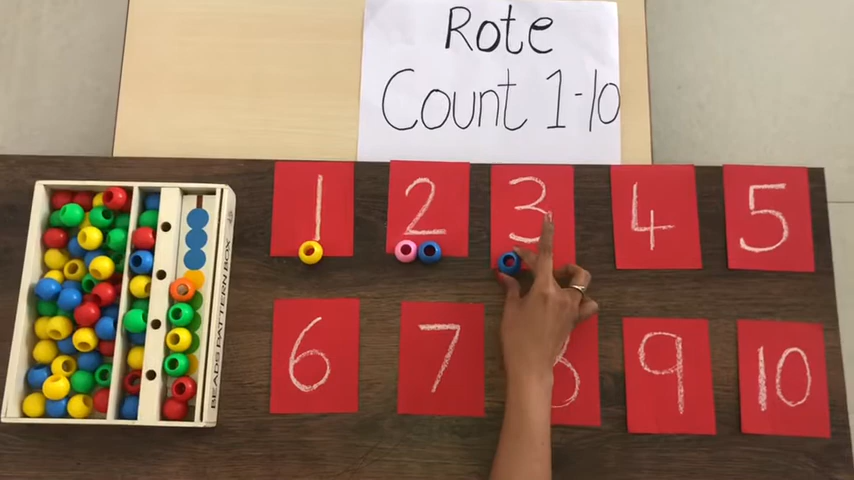 Rote
Count 1-10
1 2 3 4 5
6 7 8 9 10
BEADS PATTERN BOX